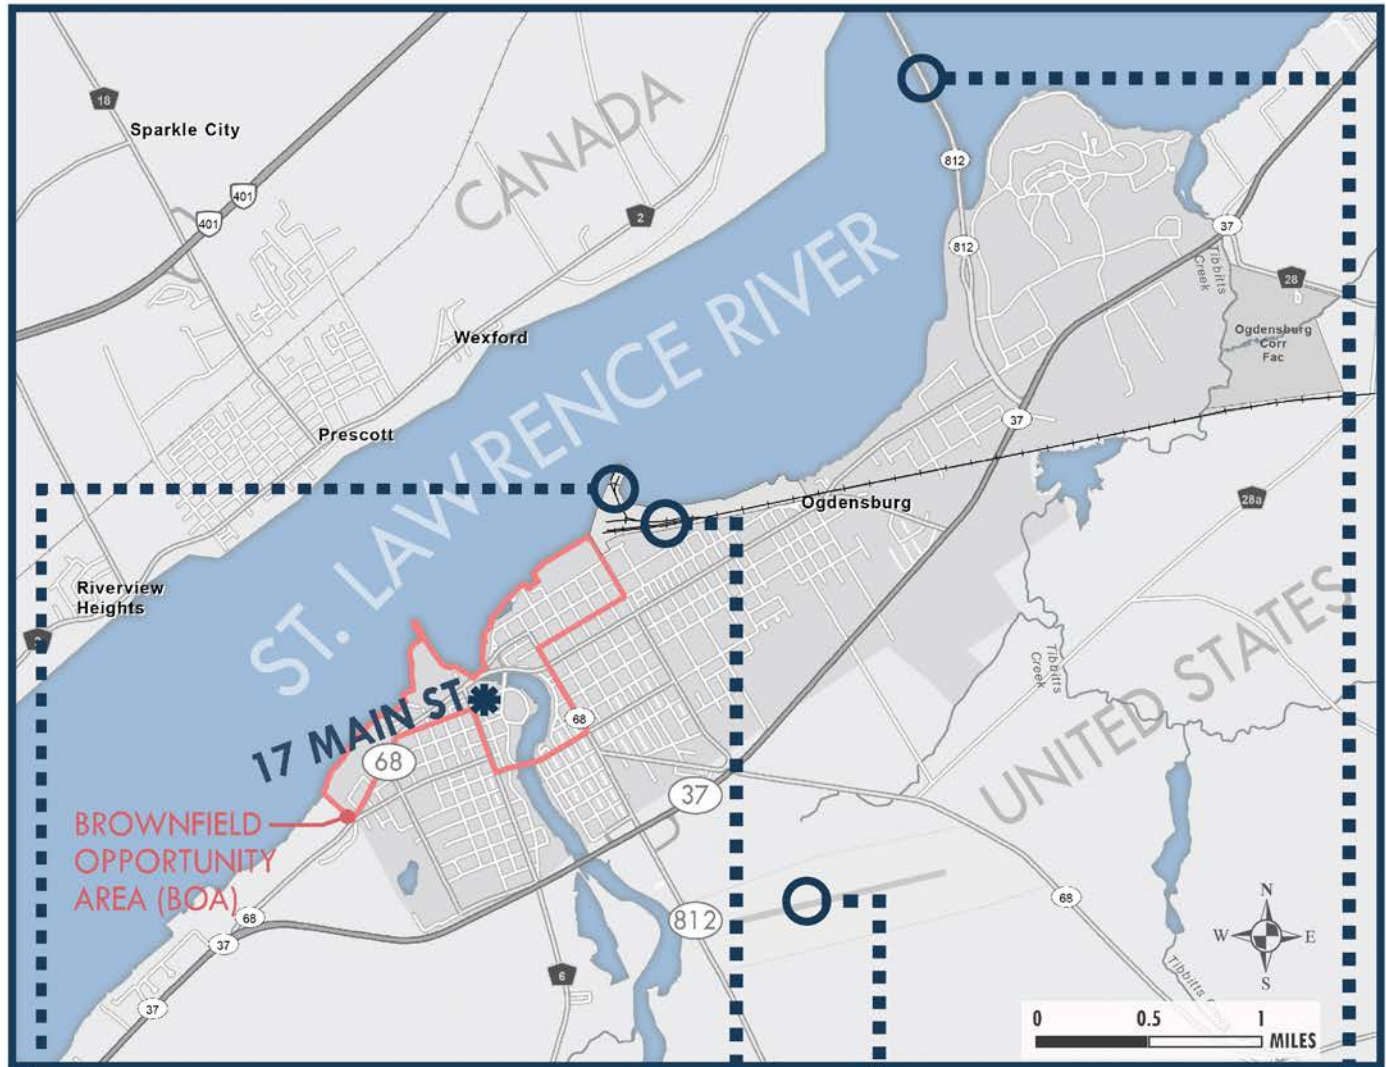 18
Sparkle City
CANADA
401
401
2
812
812
37
28
Tibbitts
Creek
Ogdensburg
Corr
Fac
Wexford
ST. LAWRENCE RIVER
Prescott
37
Ogdensburg
28a
Riverview
Heights
UNITED STATES
Tibbitts
Creek
17 MAIN ST
68
68
37
BROWNFIELD
OPPORTUNITY
AREA (BOA)
68
812
68
37
6
37
N
W
E
S
Tibbitts
0
0.5
1
MILES